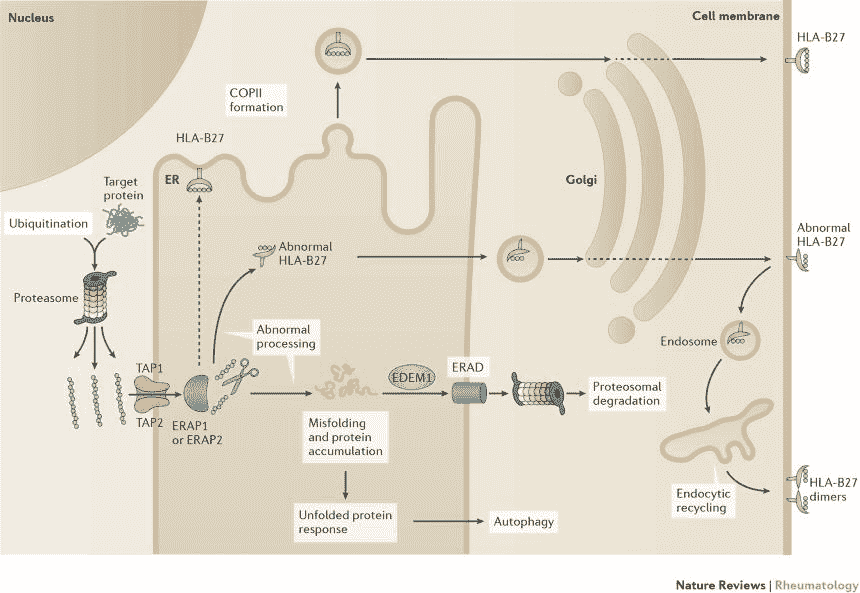 Nucleus
Cell membrane
HLA-B27
COPII
formation
HLA-B27
ER
Target
protein
Ubiquitination
Golgi
Abnormal
HLA-B27
Abnormal
HLA-B27
Proteasome
Abnormal
processing
Endosome
TAP1
TAP2
ERAP1
or ERAP2
EDEM1
ERAD
Proteosomal
degradation
Misfolding
and protein
accumulation
Unfolded protein
response
Autophagy
Endocytic
recycling
HLA-B27
dimers
Nature Reviews | Rheumatology